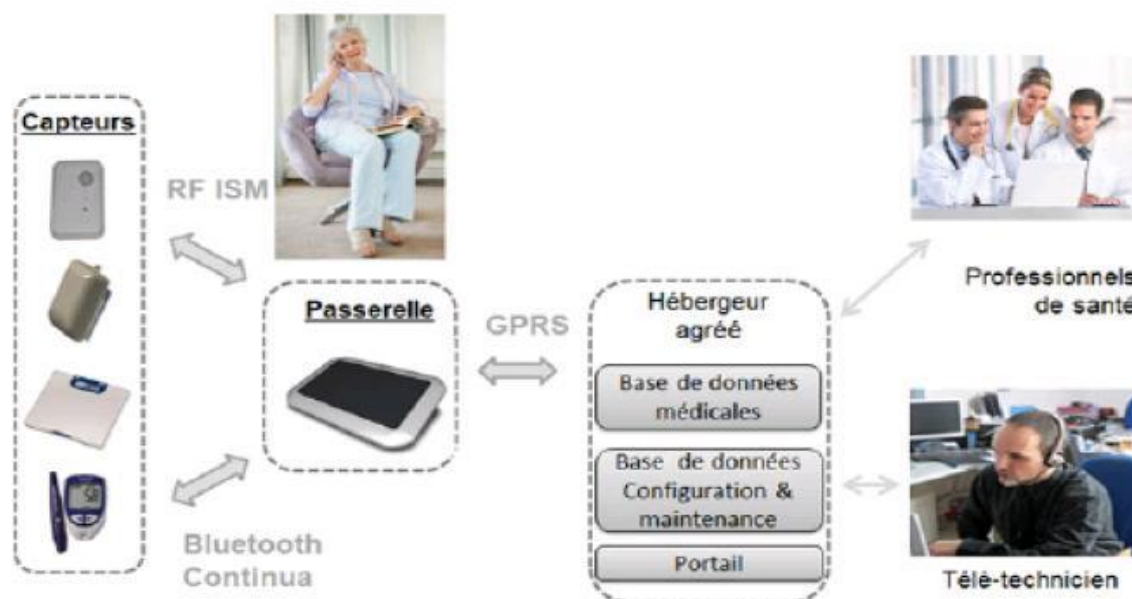 Capteurs
RF ISM
Bluetooth
Continua
Passerelle
GPRS
Hébergeur
agréé
Base de données
médicales
Base de données
Configuration &
maintenance
Portail
Professionnels
de santé
Télé-technicien